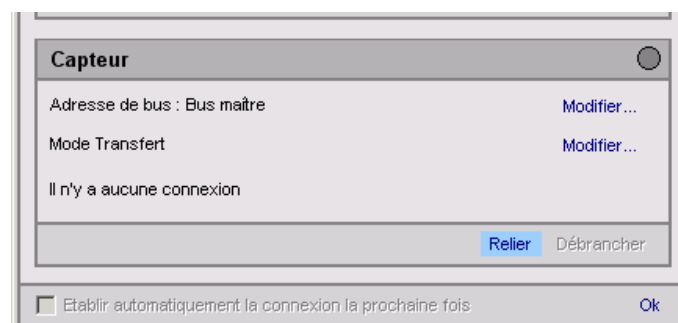 Capteur
Adresse de bus : Bus maître Modifier...
Mode Transfert Modifier...
Il n'y a aucune connexion
Relier Débrancher
Etablir automatiquement la connexion la prochaine fois Ok